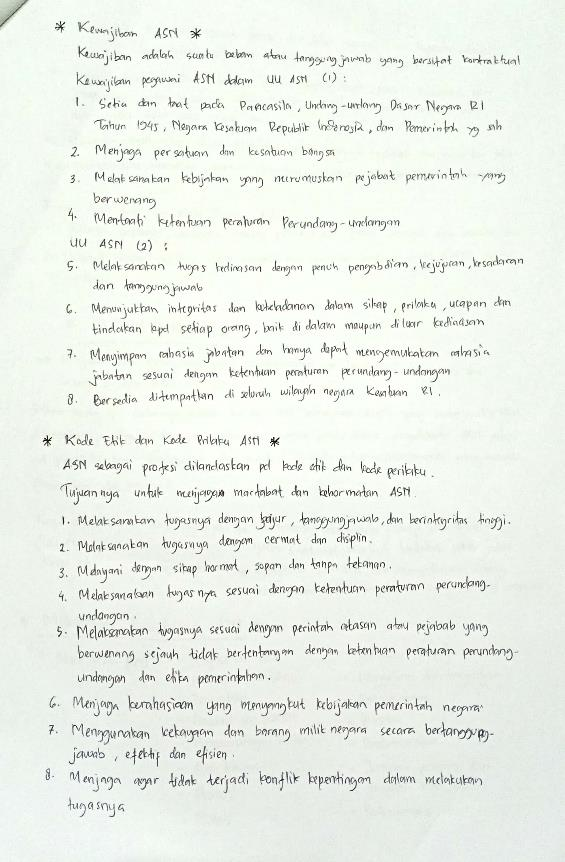 * Kewajiban ASN *
Kewajiban adalah suatu beban atau tanggung jawab yang bersifat kontraktual
Kewajiban pegawai ASN dalam UU ASN (1) :
1. Setia dan taat pada Pancasila, Undang-undang Dasar Negara RI
Tahun 1945, Negara Kesatuan Republik Indonesia, dan Pemerintah yg sah
2. Menjaga persatuan dan kesatuan bangsa
3. Melaksanakan kebijakan yang merumuskan pejabat pemerintah yang
berwenang
4. Mentaati ketentuan peraturan Perundang-undangan
UU ASN (2) :
5. Melaksanakan tugas kedinasan dengan penuh pengabdian, kejujuran, kesadaran
dan tanggung jawab
6. Menunjukkan integritas dan keteladanan dalam sikap, prilaku, ucapan dan
tindakan kpd setiap orang, baik di dalam maupun di luar kedinasan
7. Menyimpan rahasia jabatan dan hanya dapat mengemukakan rahasia
jabatan sesuai dengan ketentuan peraturan perundang-undangan
8. Bersedia ditempatkan di seluruh wilayah negara Kesatuan RI.
* Kode Etik dan Kode Prilaku ASN *
ASN sebagai profesi dilandaskan pd kode etik dan kode perilaku.
Tujuannya untuk menjaga martabat dan kehormatan ASN.
1. Melaksanakan tugasnya dengan jujur, tanggung jawab, dan berintegritas tinggi.
2. Melaksanakan tugasnya dengan cermat dan displin.
3. Melayani dengan sikap hormat, sopan dan tanpa tekanan.
4. Melaksanakan tugasnya sesuai dengan ketentuan peraturan perundang-
undangan.
5. Melaksanakan tugasnya sesuai dengan perintah atasan atau pejabab yang
berwenang sejauh tidak bertentangan dengan ketentuan peraturan perundang-
undangan dan etika pemerintahan.
6. Menjaga kerahasiaan yang menyangkut kebijakan pemerintah negara.
7. Menggunakan kekayaan dan barang milik negara secara bertanggung-
jawab, efektif dan efisien.
8. Menjaga agar tidak terjadi konflik kepentingan dalam melakukan
tugasnya